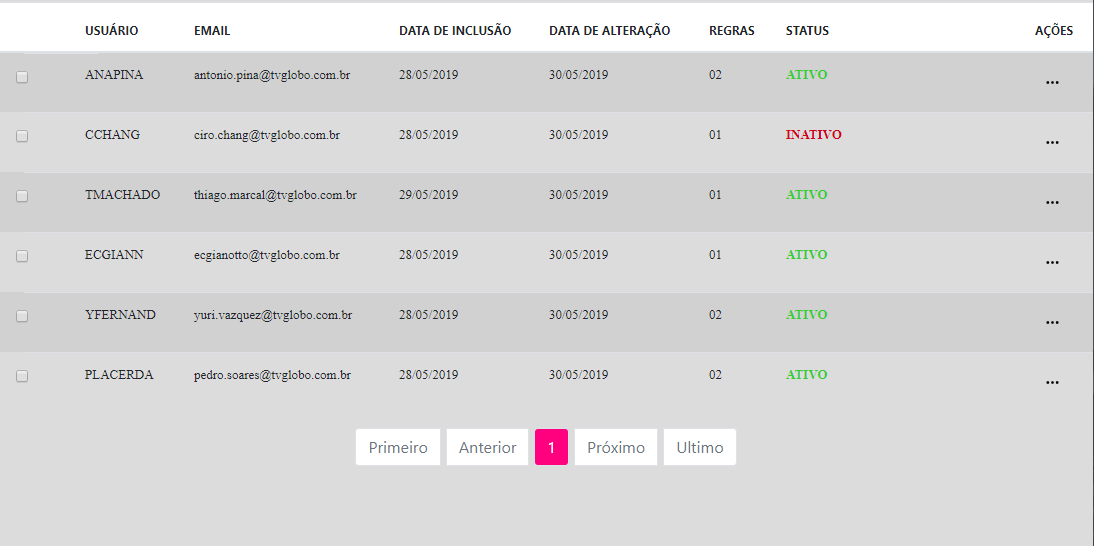 USUÁRIO EMAIL DATA DE INCLUSÃO DATA DE ALTERAÇÃO REGRAS STATUS AÇÕES
ANAPINA antonio.pina@tvglobo.com.br 28/05/2019 30/05/2019 02 ATIVO ...
CCHANG ciro.chang@tvglobo.com.br 28/05/2019 30/05/2019 01 INATIVO ...
TMACHADO thiago.marcal@tvglobo.com.br 29/05/2019 30/05/2019 01 ATIVO ...
ECGIANN ecgianotto@tvglobo.com.br 28/05/2019 30/05/2019 01 ATIVO ...
YFERNAND yuri.vazquez@tvglobo.com.br 28/05/2019 30/05/2019 02 ATIVO ...
PLACERDA pedro.soares@tvglobo.com.br 28/05/2019 30/05/2019 02 ATIVO ...
Primeiro Anterior 1 Próximo Ultimo